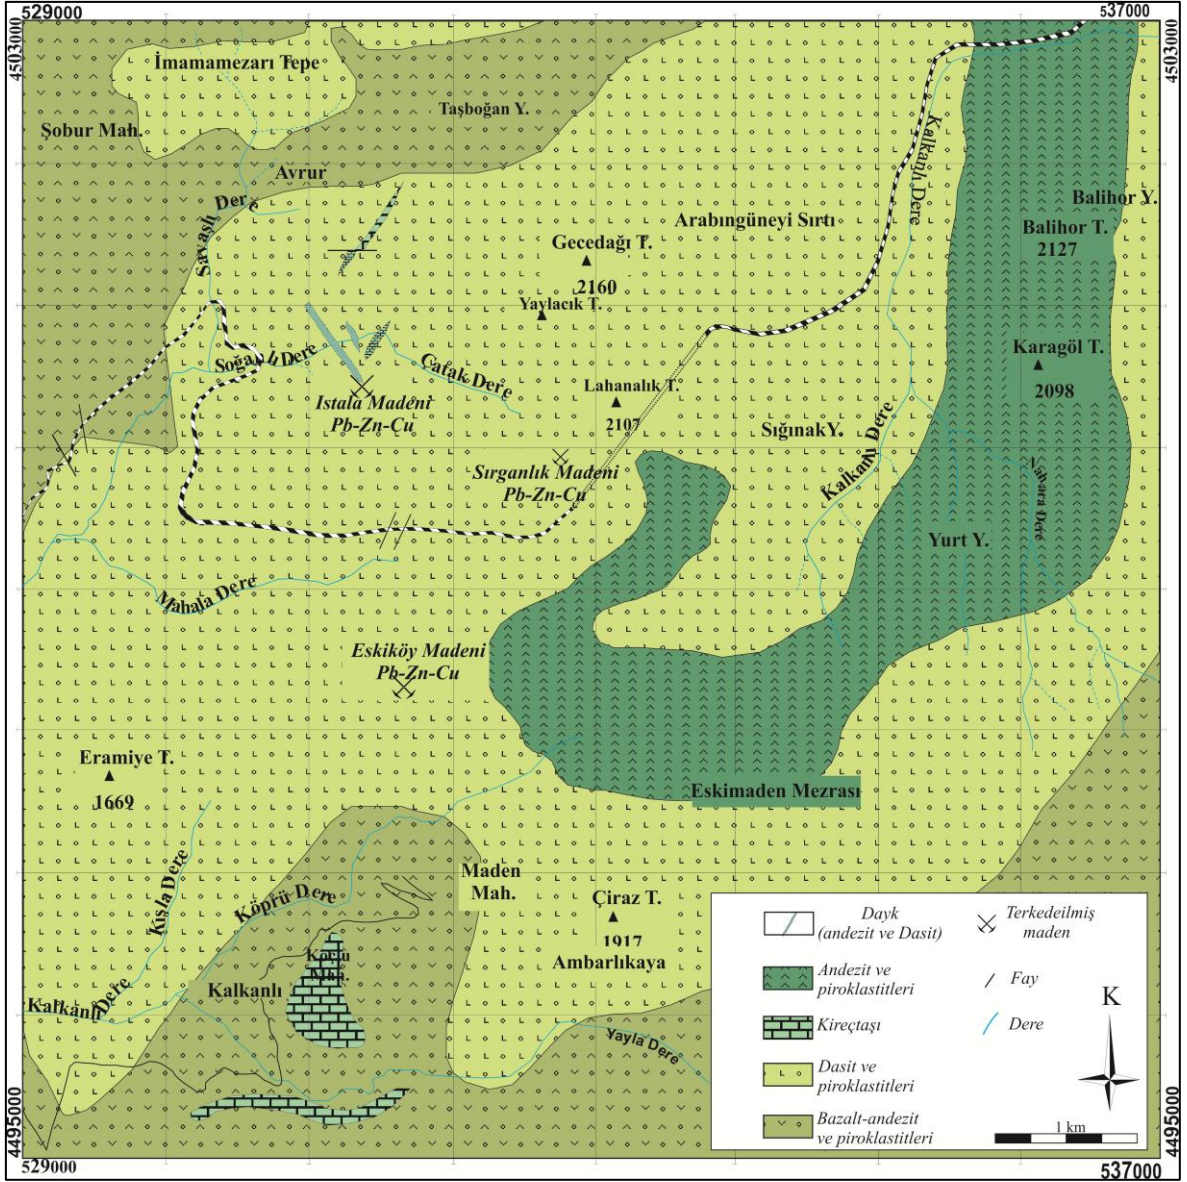 529000
537000
4503000
4503000
İmamamezarı Tepe
Taşboğan Y.
Şobur Mah.
Avrur
Savaşlı Dere
Kalkanlı Dere
Balihor Y.
Arabıngüneyi Sırtı
Balihor T.
2127
Gecedağı T.
2160
Yaylacık T.
Soğanlı Dere
Çatak Dere
Karagöl T.
2098
Lahanalık T.
2107
Istala Madeni
Pb-Zn-Cu
SığınakY.
Kalkanlı Dere
Sırganlık Madeni
Pb-Zn-Cu
Yurt Y.
Mahala Dere
Eskiköy Madeni
Pb-Zn-Cu
Eramiye T.
1669
Eskimaden Mezrası
Maden
Mah.
Kışla Dere
Köprü Dere
Çiraz T.
1917
Ambarlıkaya
Mah.
Kalkanlı
Kalkanlı Dere
Yayla Dere
Dayk
(andezit ve Dasit)
Terkedeilmiş
maden
Andezit ve
piroklastitleri
Fay
Kireçtaşı
Dere
K
Dasit ve
piroklastitleri
Bazalt-andezit
ve piroklastitleri
1 km
4495000
4495000
529000
537000